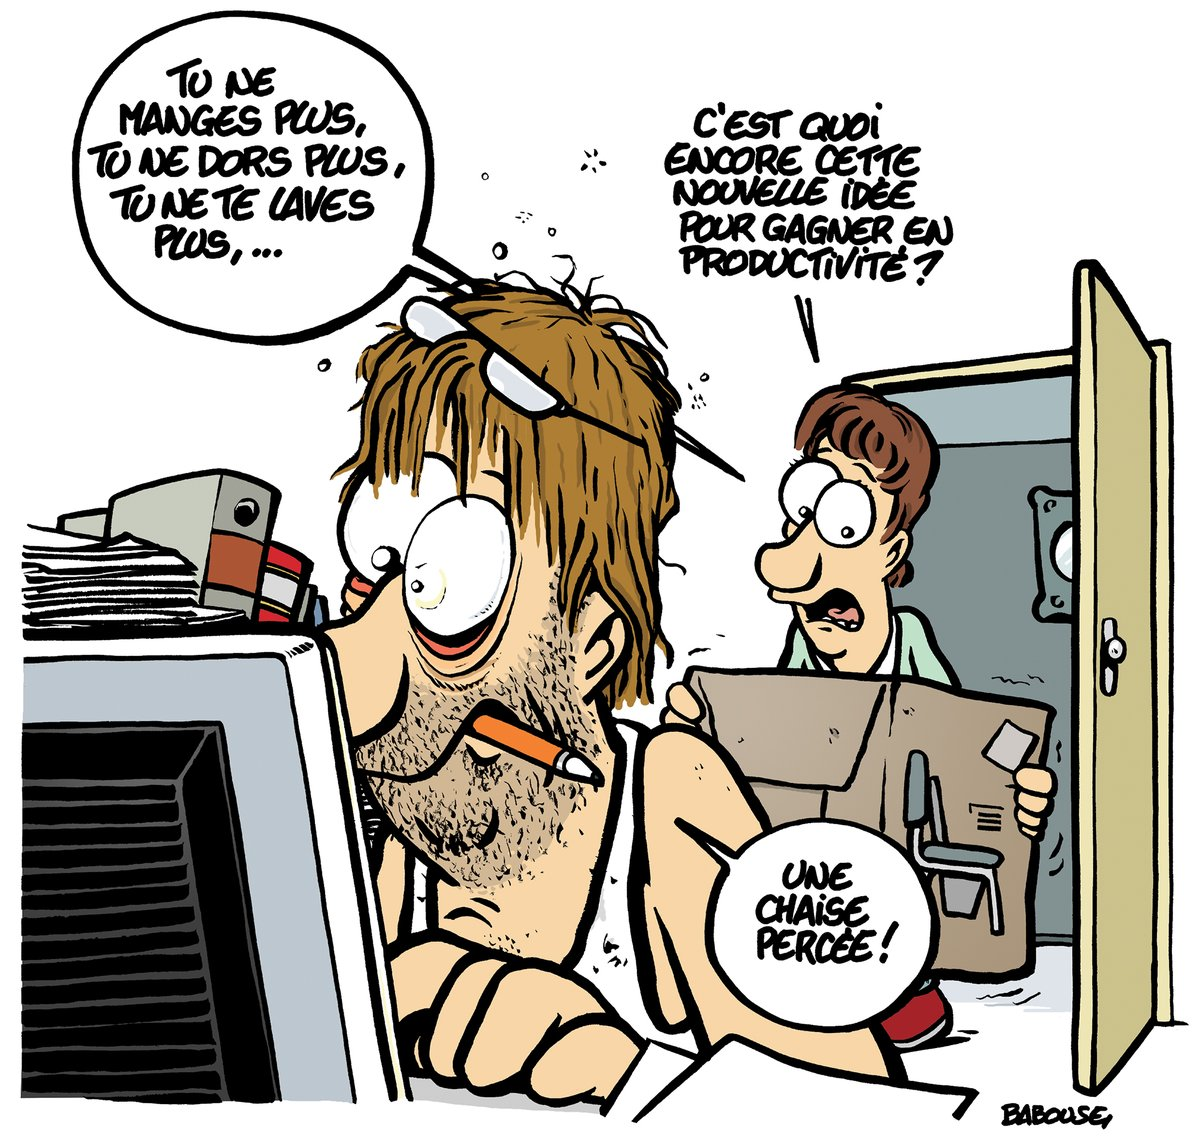 TU NE
MANGES PLUS,
TU NE DORS PLUS,
TU NE TE LAVES
PLUS, ...
C'EST QUOI
ENCORE CETTE
NOUVELLE IDÉE
POUR GAGNER EN
PRODUCTIVITÉ ?
UNE
CHAISE
PERCÉE !
BABOUSE,